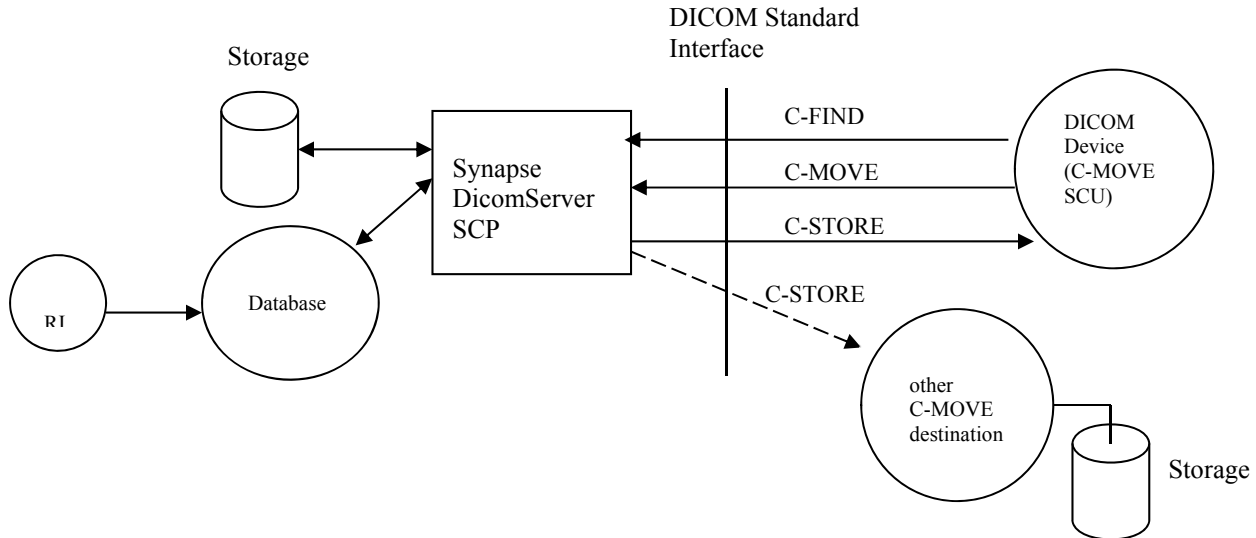 DICOM Standard
Interface
Storage
C-FIND
C-MOVE
C-STORE
DICOM
Device
(C-MOVE
SCU)
Synapse
DicomServer
SCP
Database
C-STORE
other
C-MOVE
destination
Storage